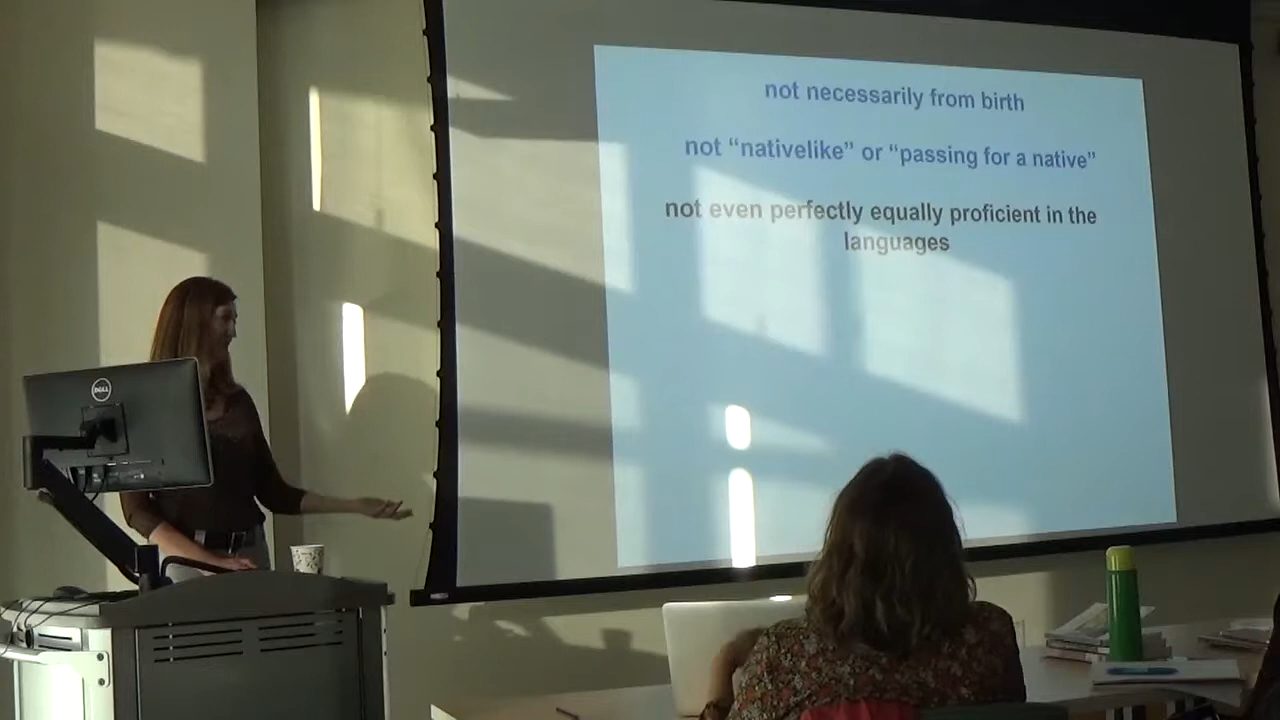 not necessarily from birth
not “nativelike” or “passing for a native”
not even perfectly equally proficient in the
languages
DELL